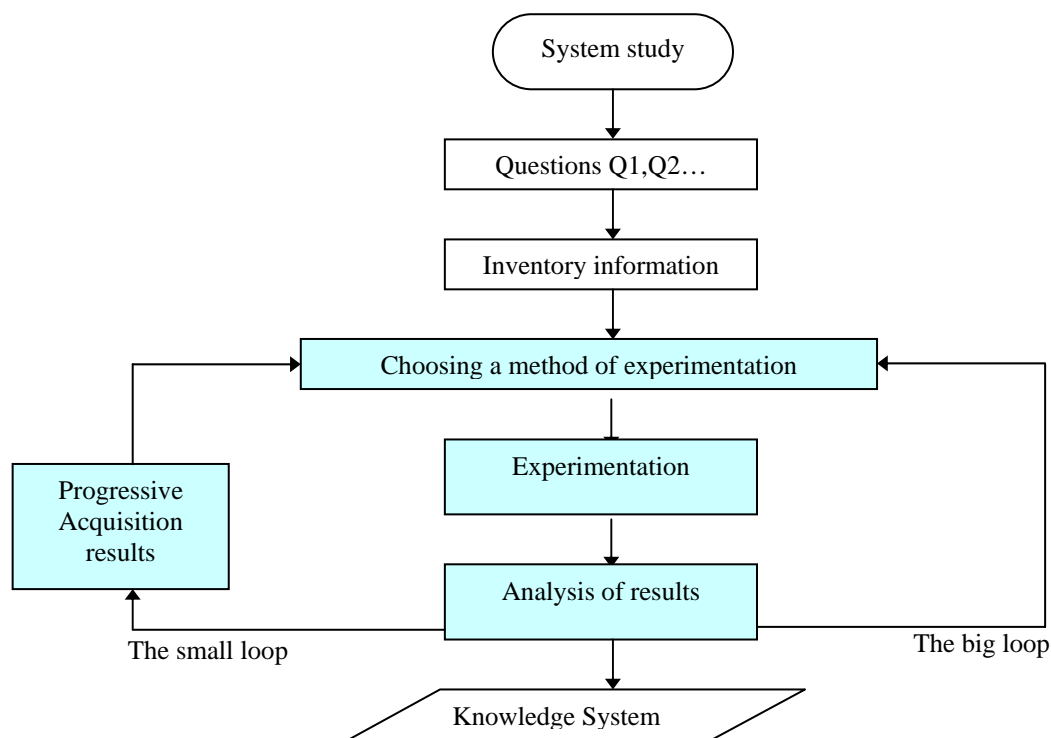 System study
Questions Q1,Q2…
Inventory information
Choosing a method of experimentation
Experimentation
Progressive
Acquisition
results
Analysis of results
The small loop
The big loop
Knowledge System